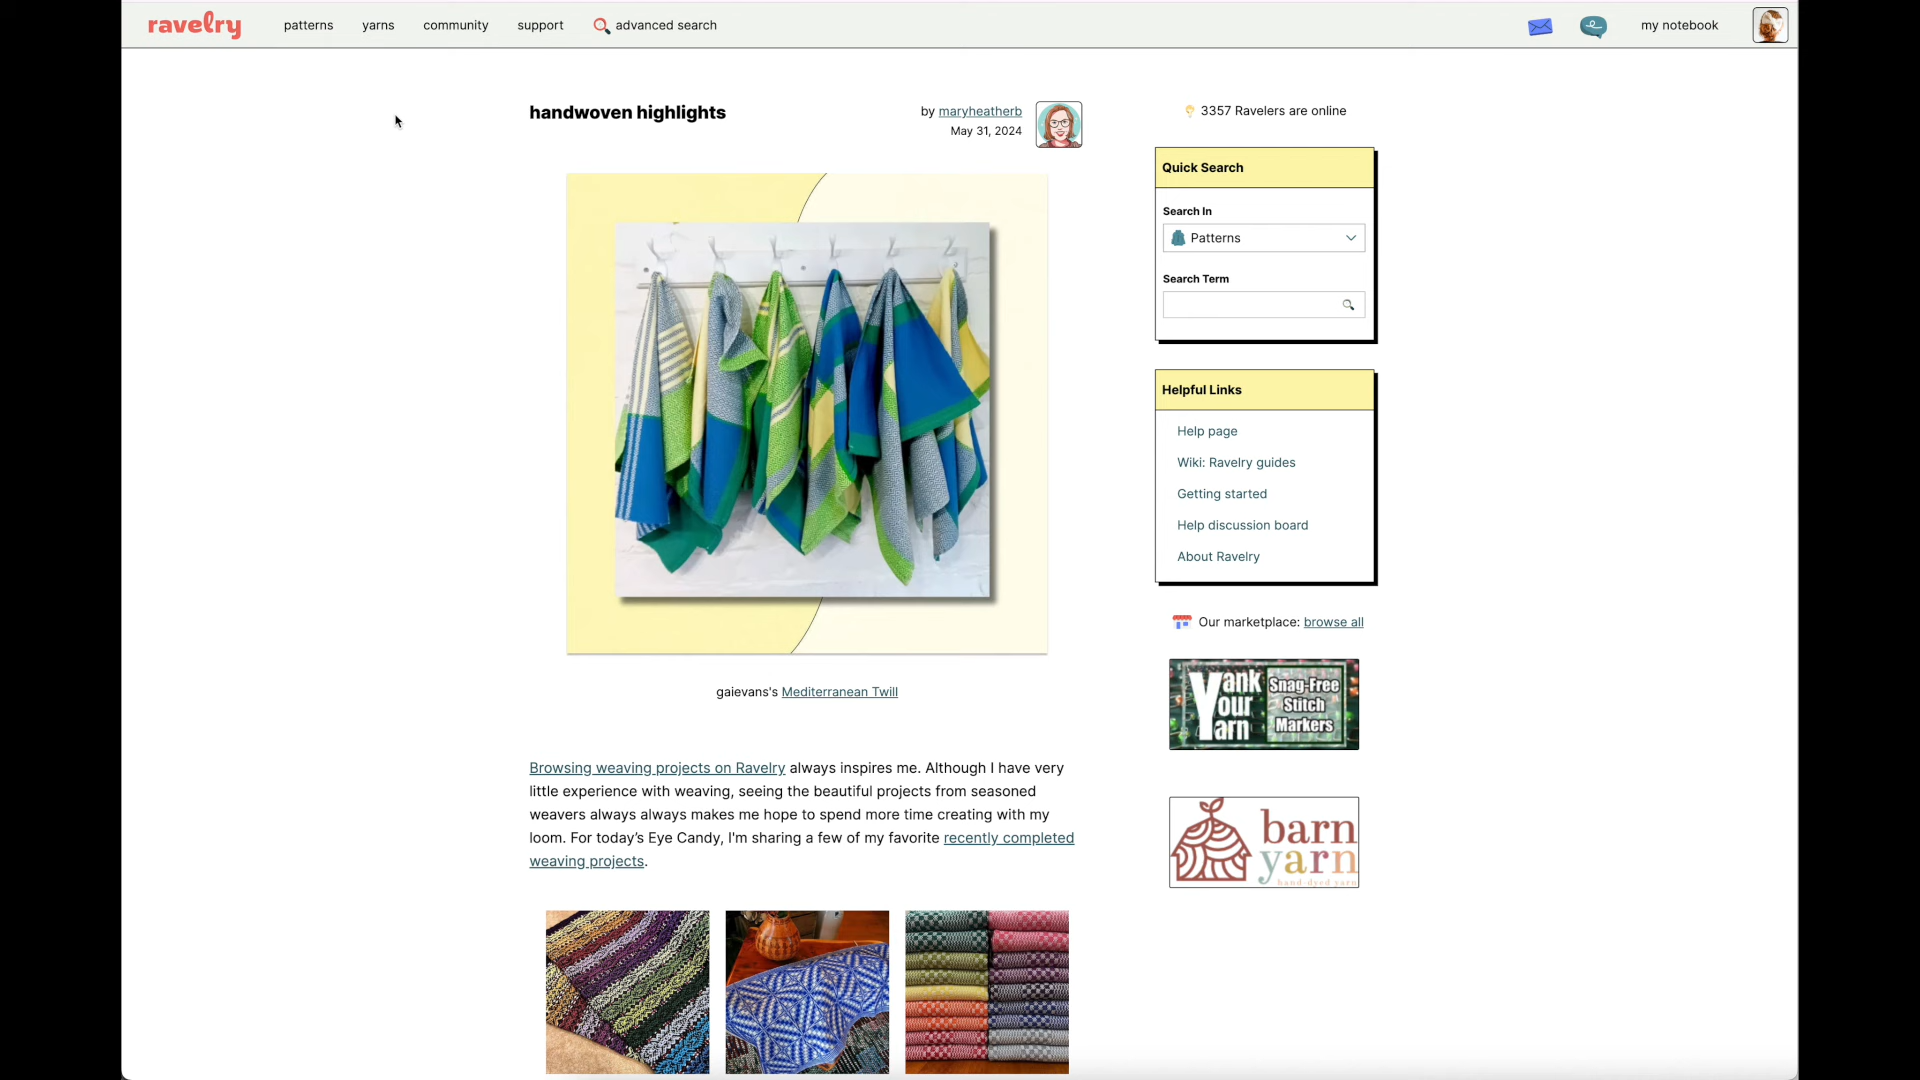 ravelry patterns yarns community support advanced search my notebook
handwoven highlights
by maryheatherb
May 31, 2024
gaievans's Mediterranean Twill
Browsing weaving projects on Ravelry always inspires me. Although I have very
little experience with weaving, seeing the beautiful projects from seasoned
weavers always always makes me hope to spend more time creating with my
loom. For today’s Eye Candy, I'm sharing a few of my favorite recently completed
weaving projects.
3357 Ravelers are online
Quick Search
Search In
Patterns
Search Term
Helpful Links
Help page
Wiki: Ravelry guides
Getting started
Help discussion board
About Ravelry
Our marketplace: browse all
Yank
Your
Yarn
Snag-Free
Stitch
Markers
barn
yarn
hand-dyed yarn